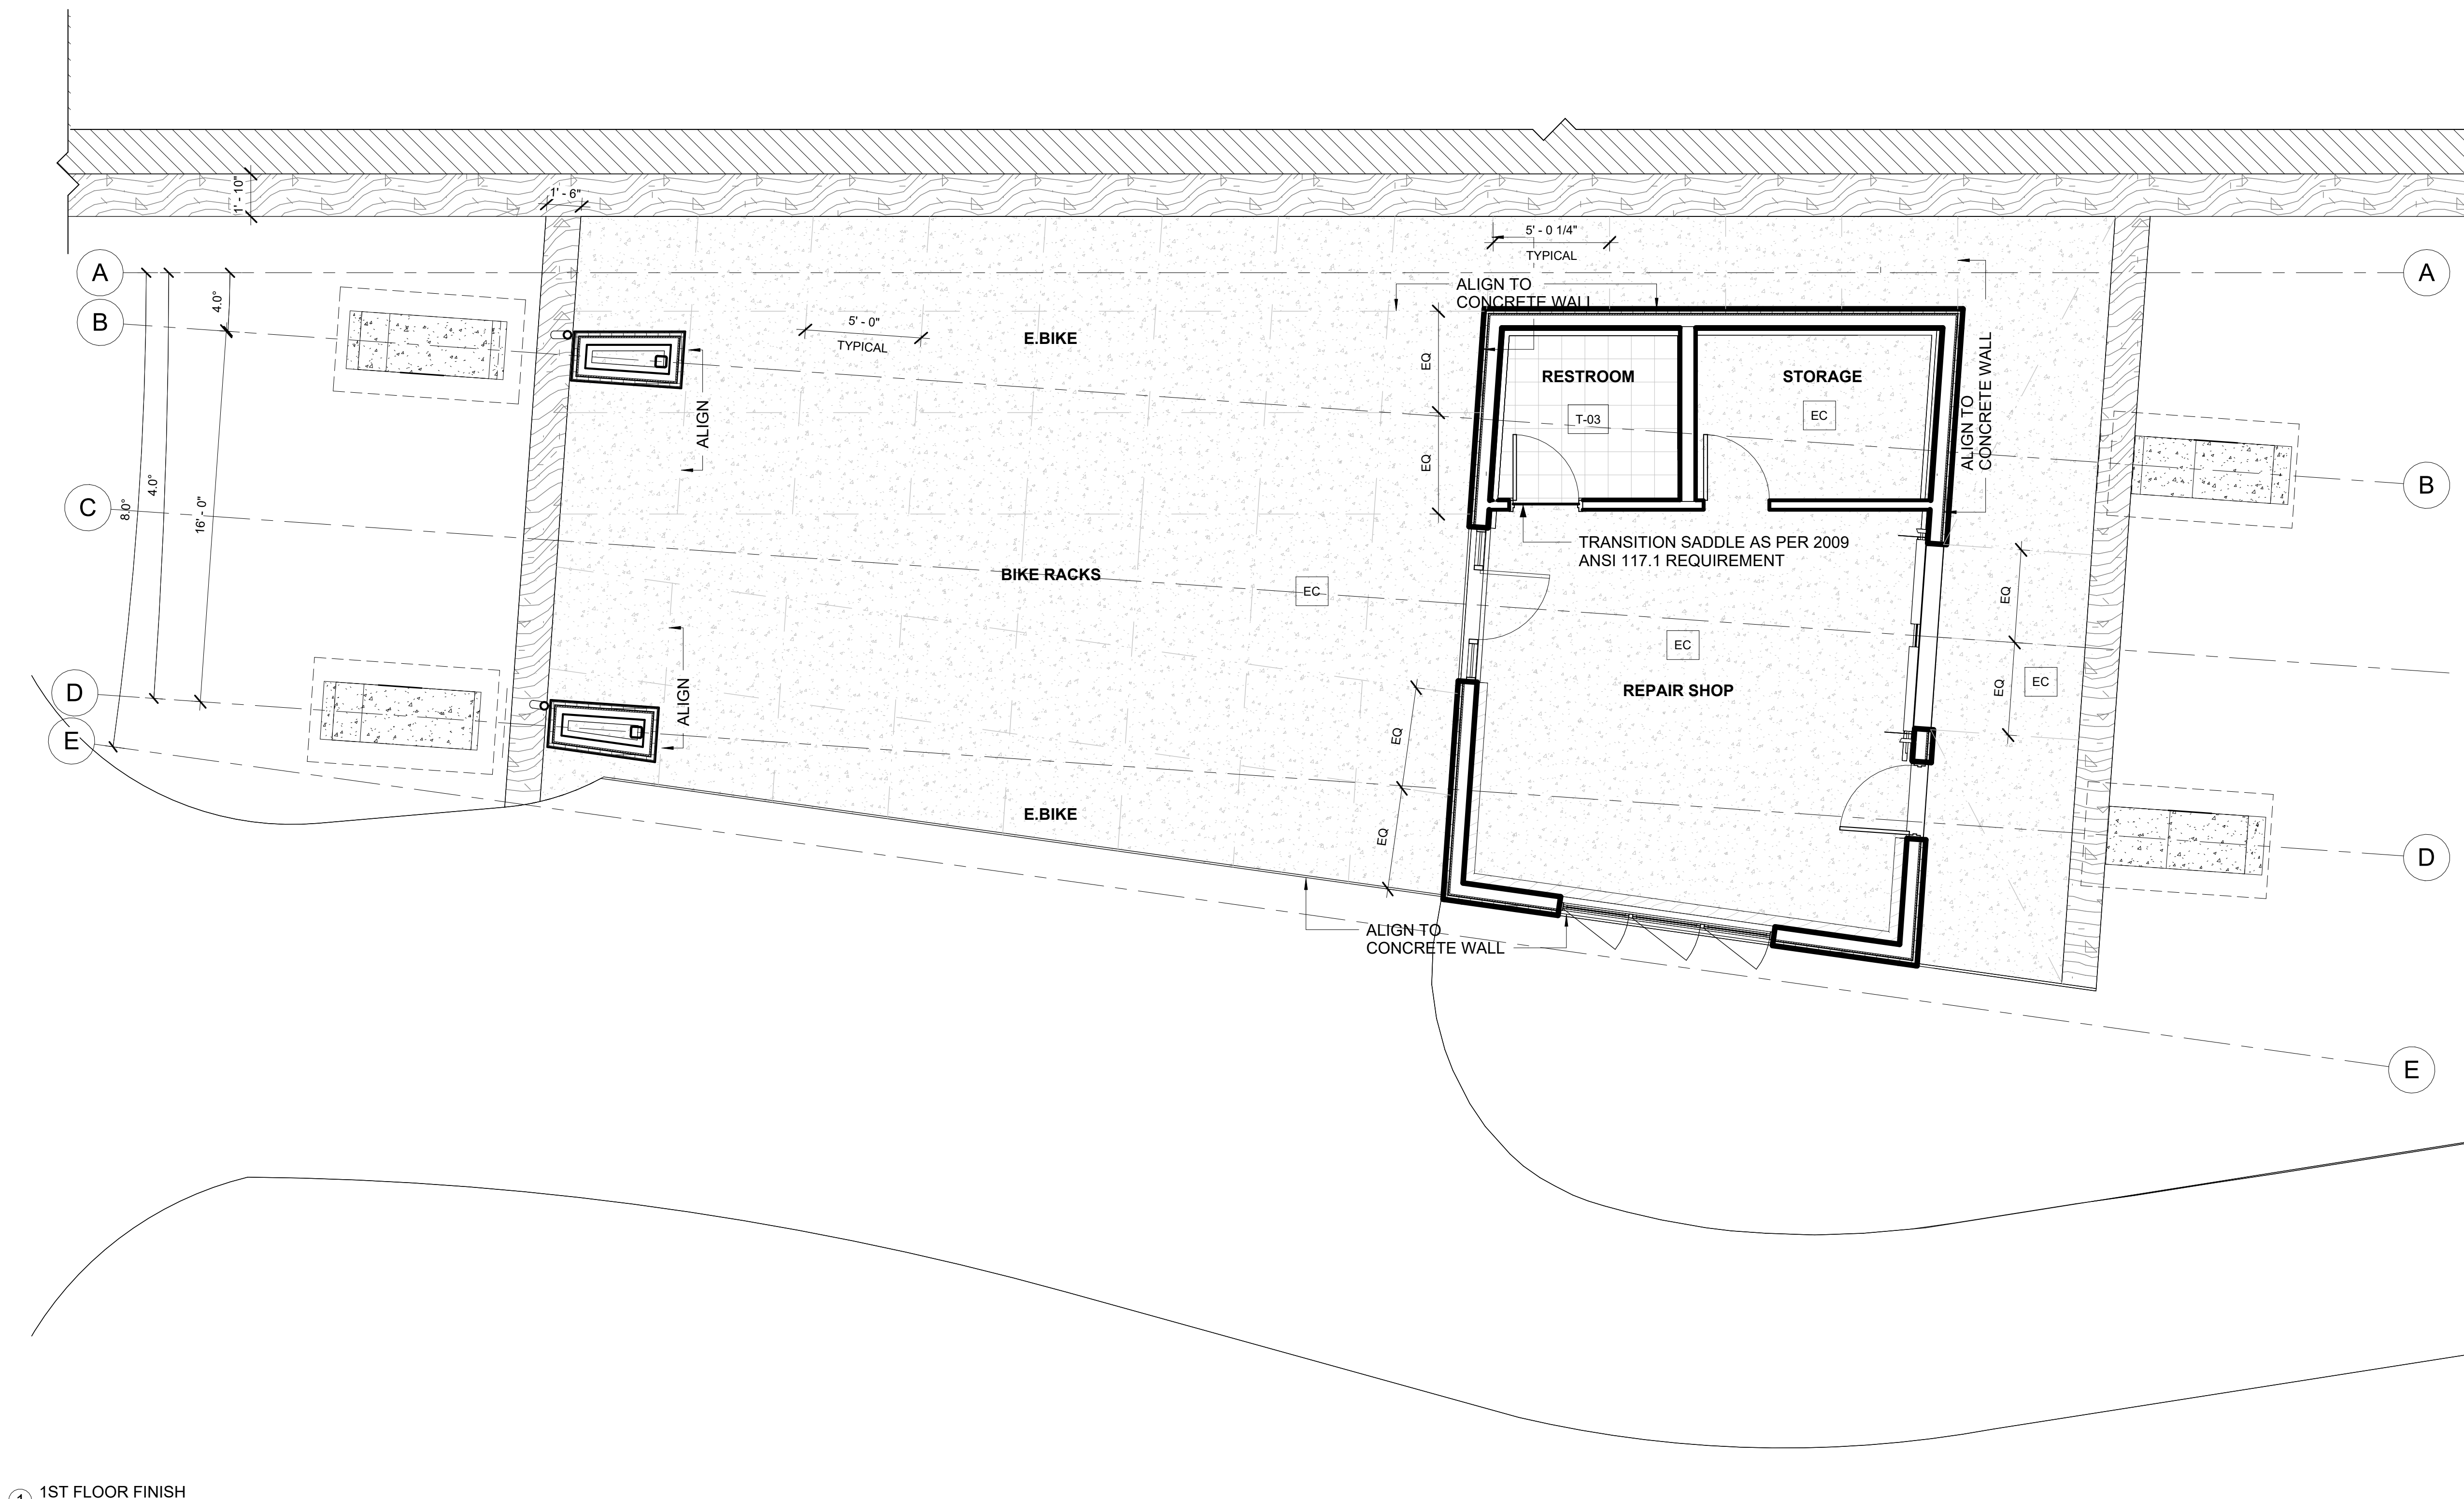 1' - 10"
1' - 6"
5' - 0 1/4"
TYPICAL
A
A
ALIGN TO
CONCRETE WALL
4.0°
B
5' - 0"
TYPICAL
E.BIKE
EQ
RESTROOM
STORAGE
T-03
EC
ALIGN TO
CONCRETE WALL
ALIGN
EQ
B
4.0°
C
8.0°
16' - 0"
TRANSITION SADDLE AS PER 2009
ANSI 117.1 REQUIREMENT
BIKE RACKS
EC
EQ
EC
EC
EQ
D
ALIGN
REPAIR SHOP
E
EQ
E.BIKE
EQ
D
ALIGN TO
CONCRETE WALL
E
1
1ST FLOOR FINISH